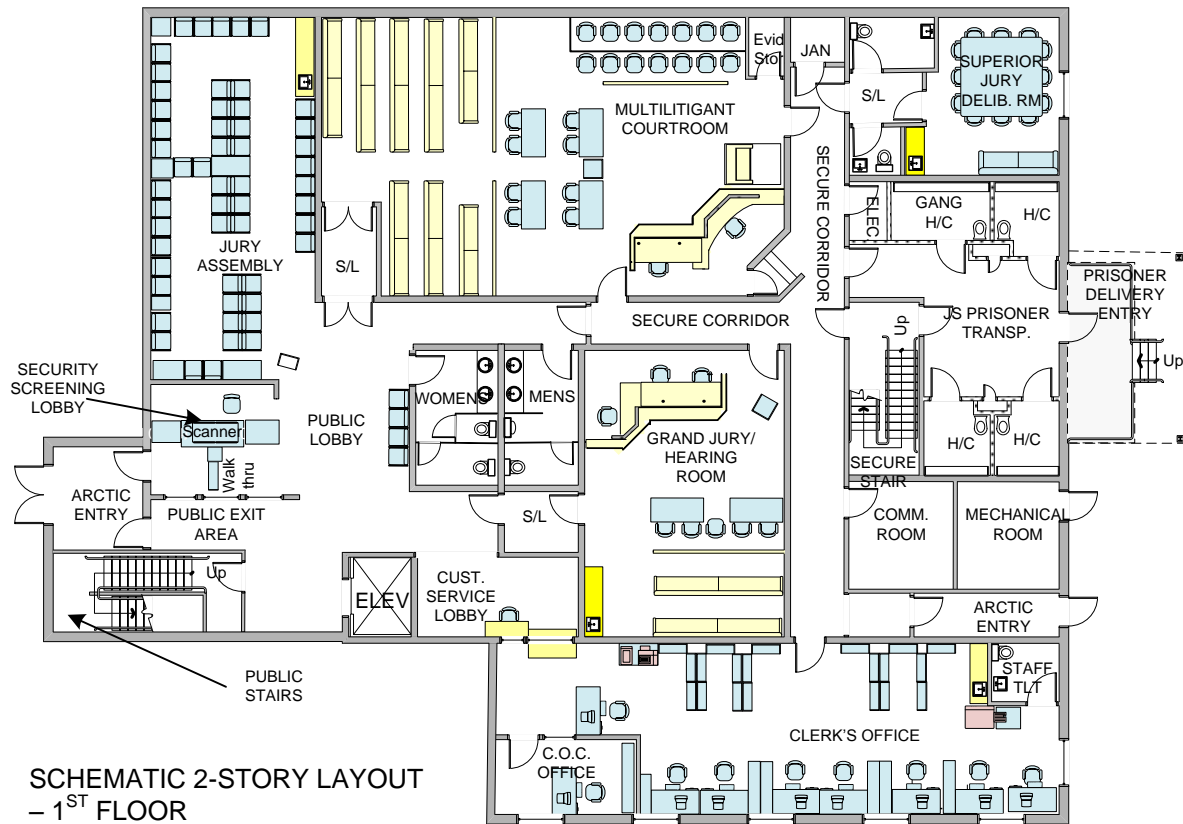 Evid
Stor
JAN
SUPERIOR
JURY
DELIB. RM
S/L
MULTILITIGANT
COURTROOM
SECURE CORRIDOR
ELEC
GANG
H/C
H/C
JURY
ASSEMBLY
S/L
PRISONER
DELIVERY
ENTRY
SECURE CORRIDOR
Up
JS PRISONER
TRANSP.
Up
SECURITY
SCREENING
LOBBY
Scanner
PUBLIC
LOBBY
WOMENS
MENS
GRAND JURY/
HEARING
ROOM
H/C
H/C
SECURE
STAIR
Walk
thru
ARCTIC
ENTRY
PUBLIC EXIT
AREA
S/L
COMM.
ROOM
MECHANICAL
ROOM
Up
ELEV
CUST.
SERVICE
LOBBY
ARCTIC
ENTRY
PUBLIC
STAIRS
STAFF
TLT
CLERK'S OFFICE
C.O.C.
OFFICE
SCHEMATIC 2-STORY LAYOUT
– 1ST FLOOR